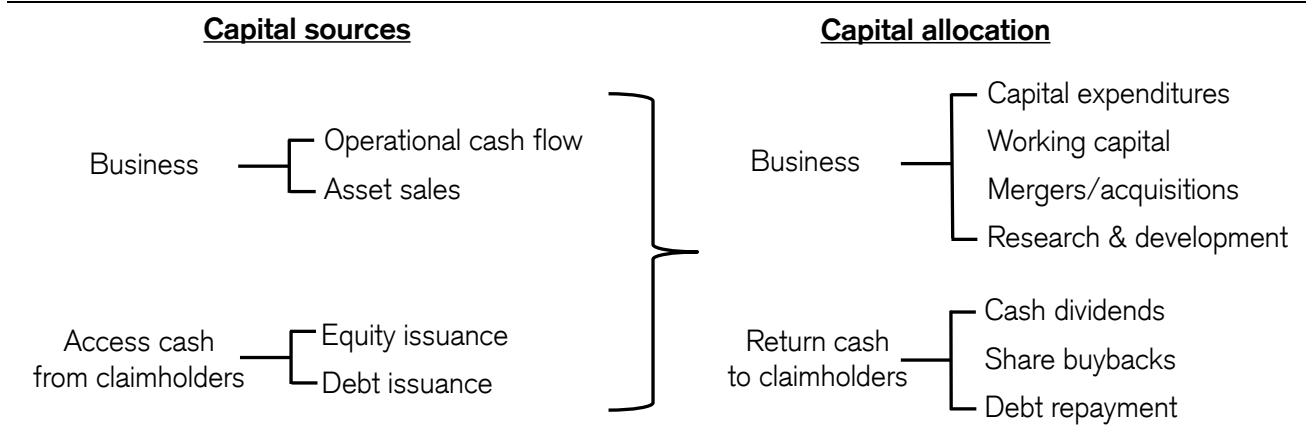 Capital sources
Business
Operational cash flow
Asset sales
Access cash
from claimholders
Equity issuance
Debt issuance
Capital allocation
Business
Capital expenditures
Working capital
Mergers/acquisitions
Research & development
Return cash
to claimholders
Cash dividends
Share buybacks
Debt repayment